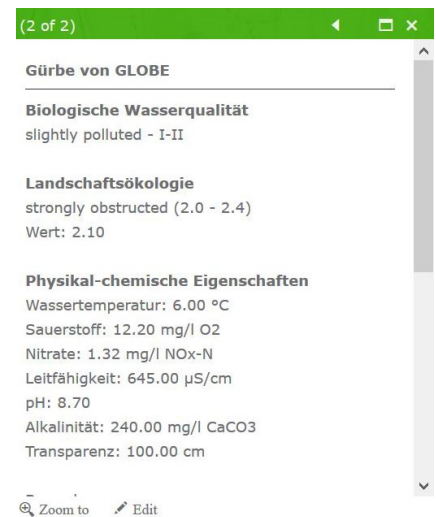 (2 of 2)
Gürbe von GLOBE
Biologische Wasserqualität
slightly polluted - I-II
Landschaftsökologie
strongly obstructed (2.0 - 2.4)
Wert: 2.10
Physikal-chemische Eigenschaften
Wassertemperatur: 6.00 °C
Sauerstoff: 12.20 mg/l O2
Nitrate: 1.32 mg/l NOx-N
Leitfähigkeit: 645.00 µS/cm
pH: 8.70
Alkalinität: 240.00 mg/l CaCO3
Transparenz: 100.00 cm
Zoom to Edit